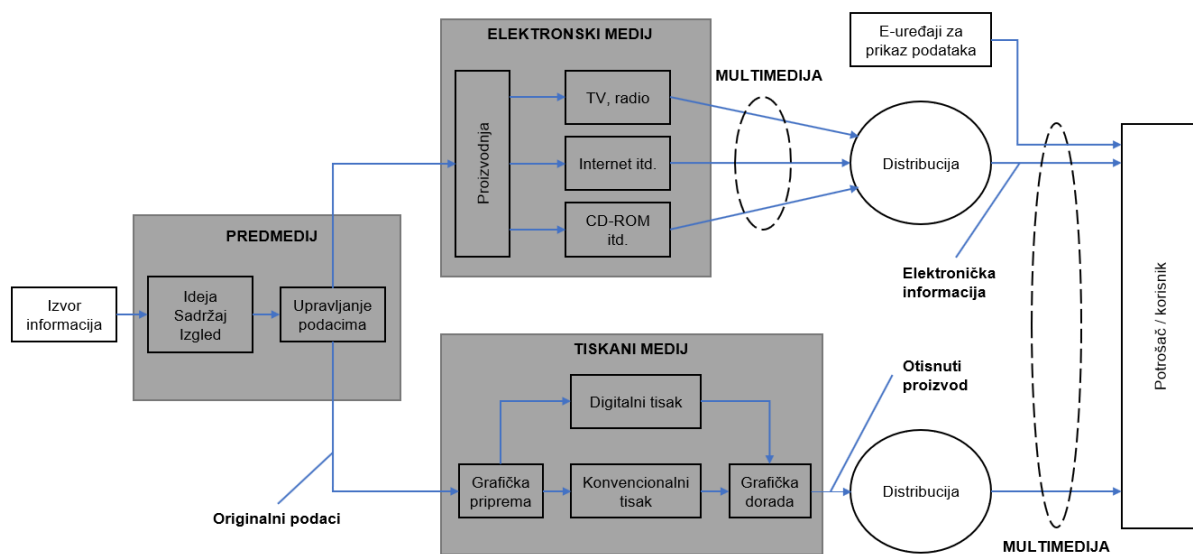 ELEKTRONSKI MEDIJ
Proizvodnja
TV, radio
Internet itd.
CD-ROM
itd.
MULTIMEDIJA
E-uređaji za
prikaz podataka
Distribucija
Elektronička
informacija
Potrošač / korisnik
PREDMEDIJ
Izvor
informacija
Ideja
Sadržaj
Izgled
Upravljanje
podacima
Originalni podaci
TISKANI MEDIJ
Digitalni tisak
Grafička
priprema
Konvencionalni
tisak
Grafička
dorada
Otisnuti
proizvod
Distribucija
MULTIMEDIJA